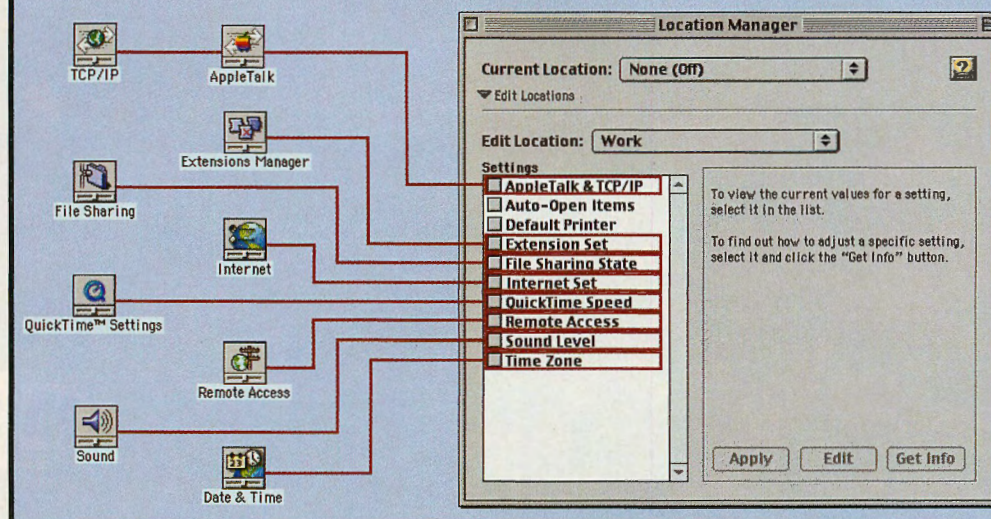 TCP/IP
AppleTalk
Extensions Manager
File Sharing
Internet
QuickTime™ Settings
Remote Access
Sound
Date & Time
Location Manager
Current Location: None (Off)
Edit Locations
Edit Location: Work
Settings
AppleTalk & TCP/IP
Auto-Open Items
Default Printer
Extension Set
File Sharing State
Internet Set
QuickTime Speed
Remote Access
Sound Level
Time Zone
To view the current values for a setting,
select it in the list.
To find out how to adjust a specific setting,
select it and click the “Get Info” button.
Apply
Edit
Get Info
?